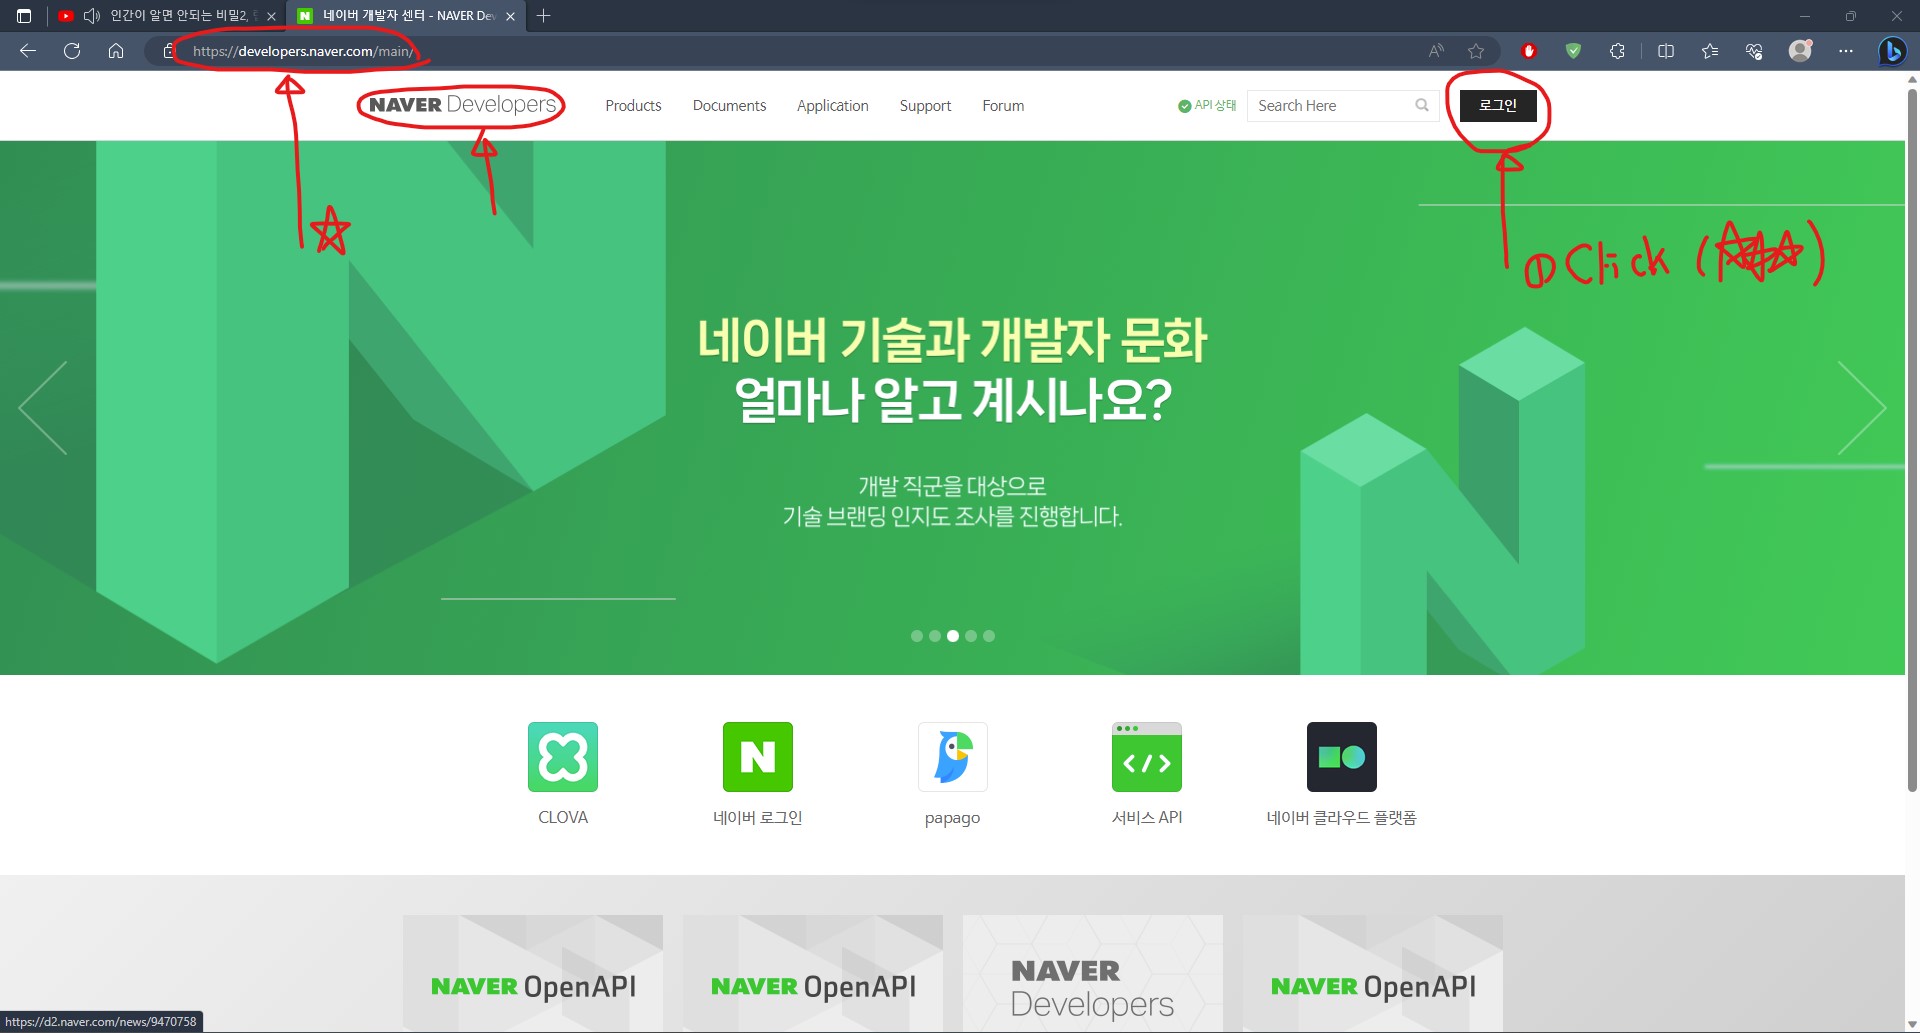 인간이 알면 안되는 비밀2,
네이버 개발자 센터 - NAVER Dev
https://developers.naver.com/main/
NAVER Developers
Products
Documents
Application
Support
Forum
API 상태
Search Here
로그인
①Click (☆☆☆)
네이버 기술과 개발자 문화
얼마나 알고 계시나요?
개발 직군을 대상으로
기술 브랜딩 인지도 조사를 진행합니다.
CLOVA
네이버 로그인
papago
서비스 API
네이버 클라우드 플랫폼
NAVER OpenAPI
NAVER OpenAPI
NAVER
Developers
NAVER OpenAPI
https://d2.naver.com/news/9470758